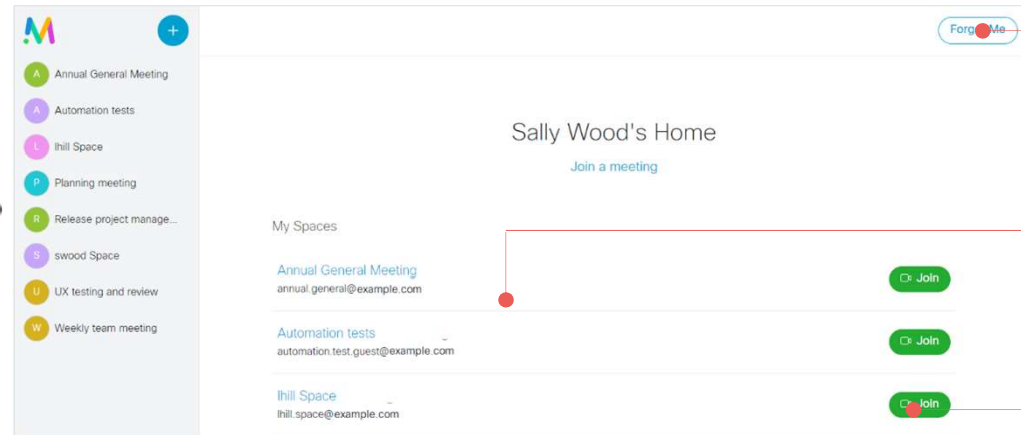 +
Forg Me
A Annual General Meeting
A Automation tests
L lhill Space
P Planning meeting
R Release project manage...
S swood Space
U UX testing and review
W Weekly team meeting
Sally Wood's Home
Join a meeting
My Spaces
Annual General Meeting
annual.general@example.com
Join
Automation tests
automation.test.guest@example.com
Join
lhill Space
lhill.space@example.com
Join